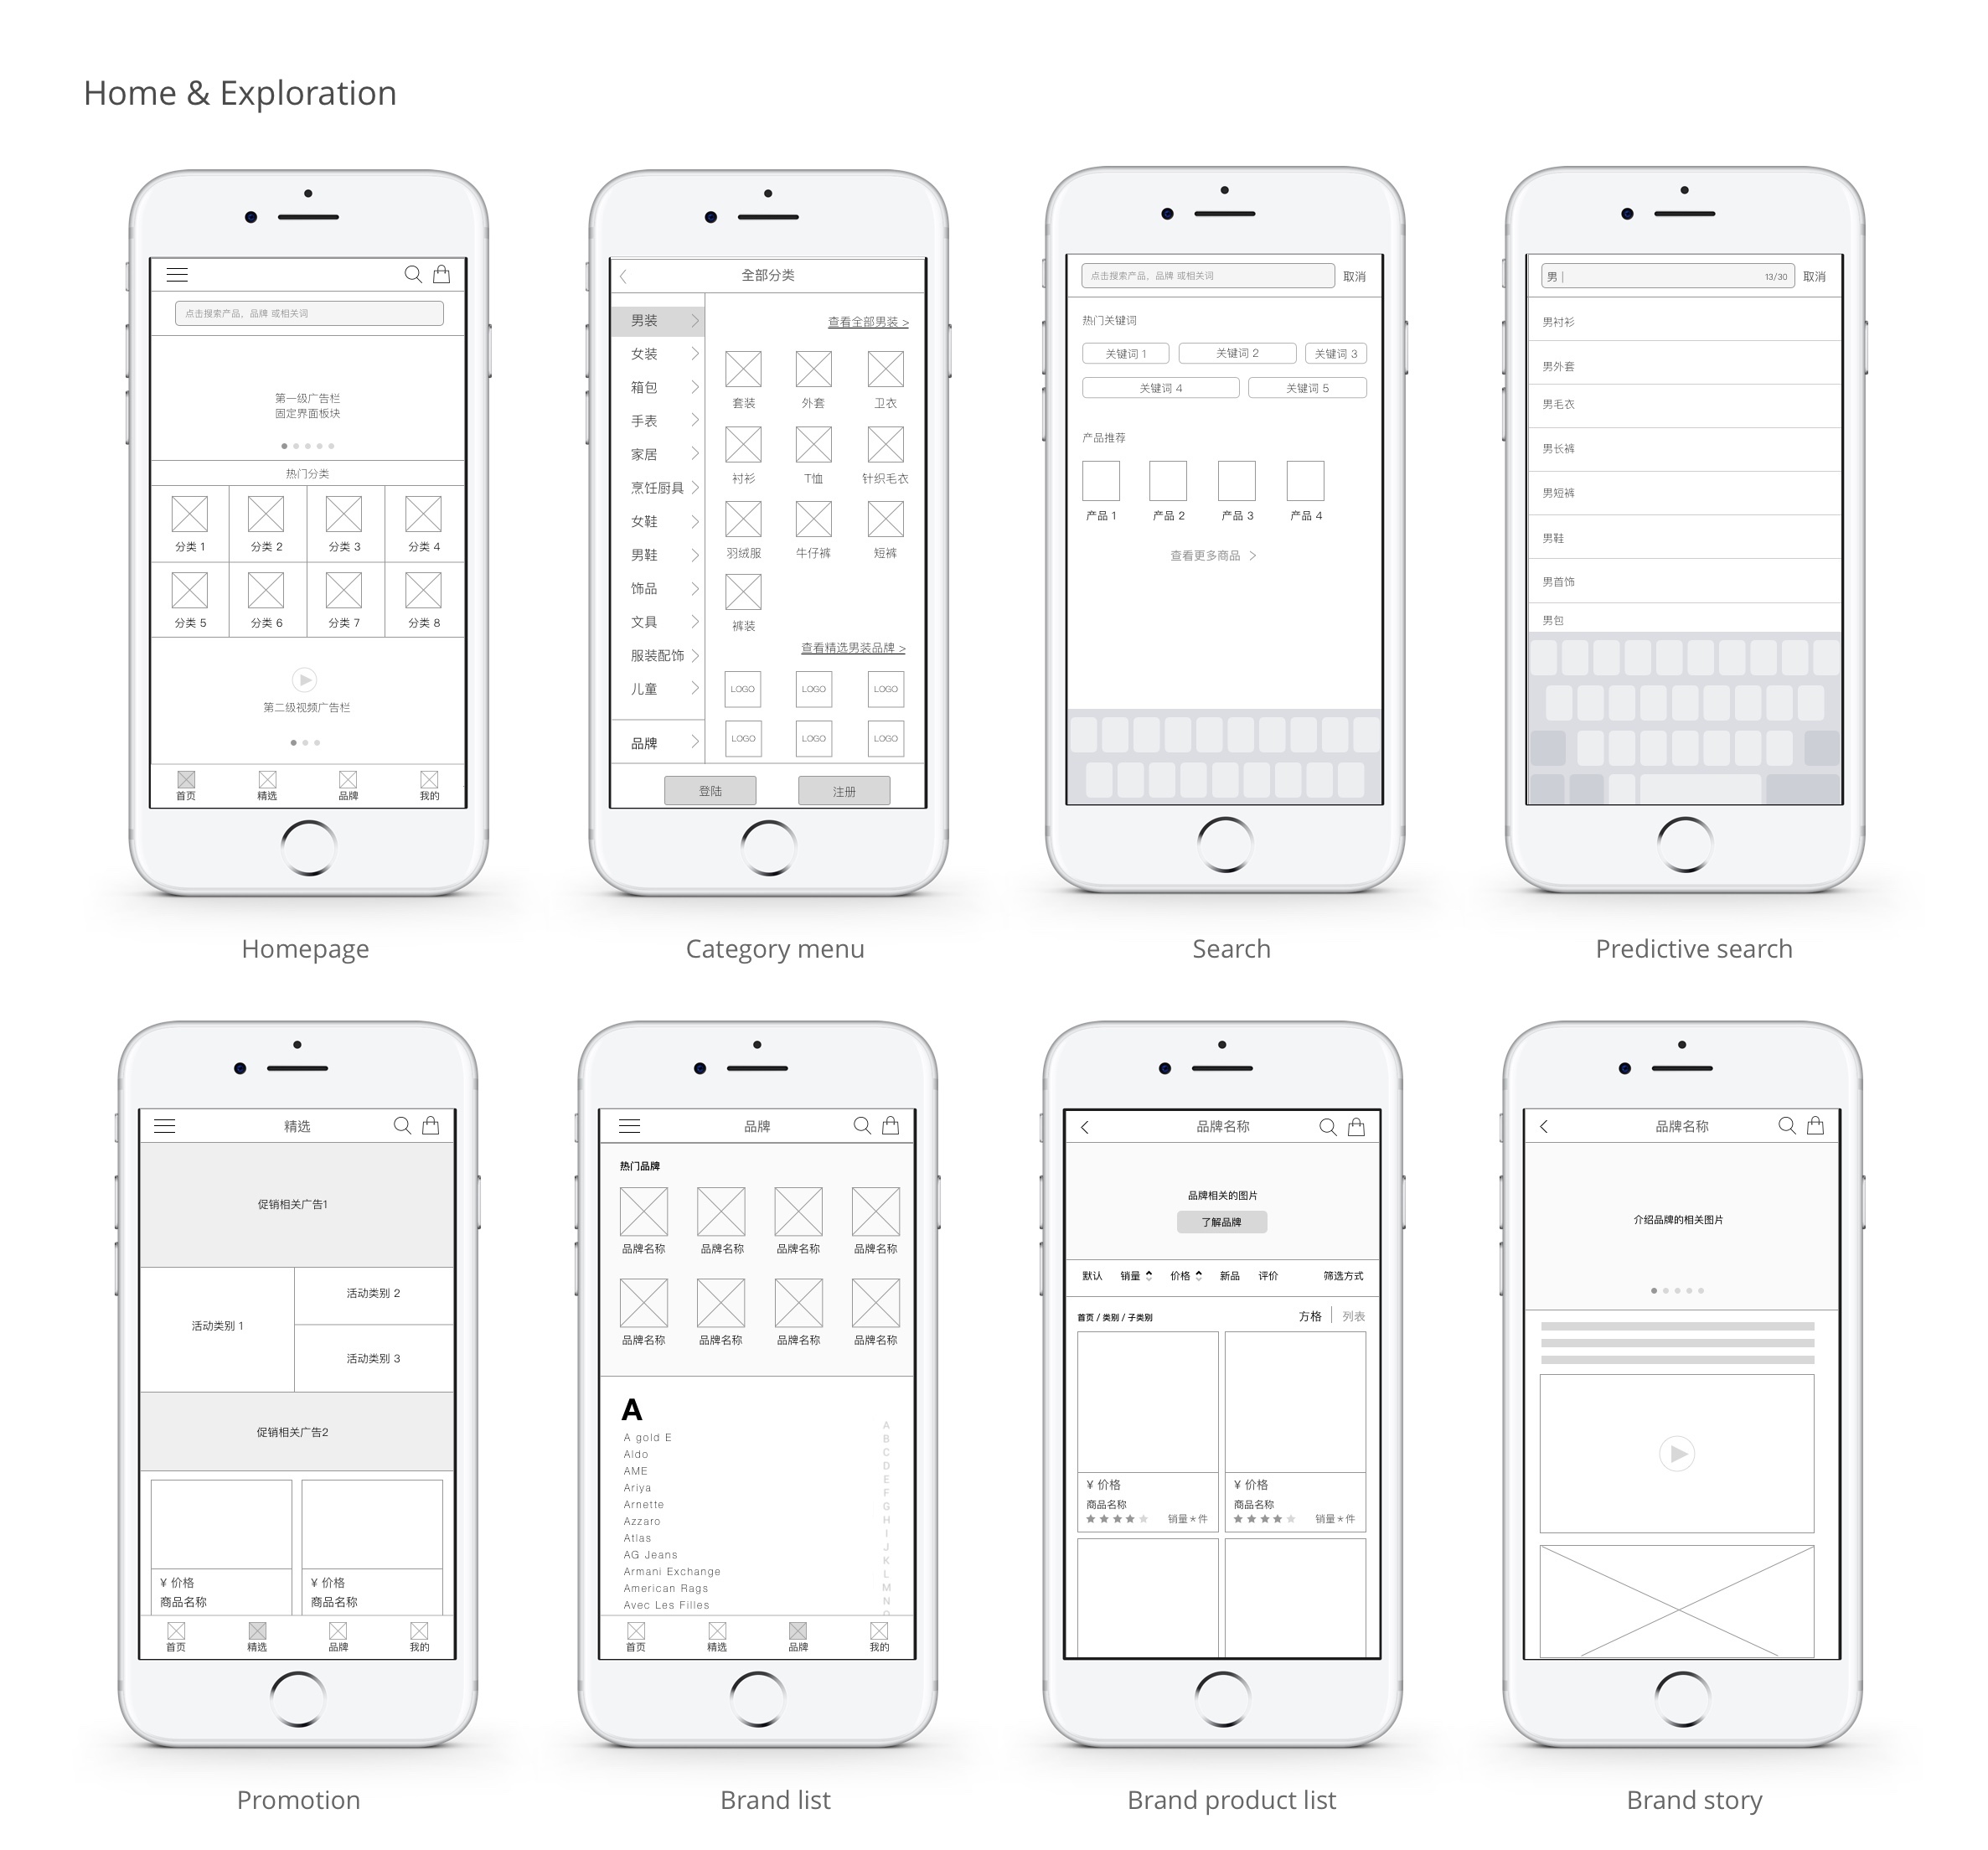 Home & Exploration
点击搜索产品，品牌 或相关词
第一级广告栏
固定界面板块
热门分类
分类 1 分类 2 分类 3 分类 4
分类 5 分类 6 分类 7 分类 8
第二级视频广告栏
首页 精选 品牌 我的
Homepage
全部分类
男装
女装
箱包
手表
家居
烹饪厨具
女鞋
男鞋
饰品
文具
服装配饰
儿童
品牌
查看全部男装 >
套装 外套 卫衣
衬衫 T恤 针织毛衣
羽绒服 牛仔裤 短裤
裤装
查看精选男装品牌 >
LOGO LOGO LOGO
LOGO LOGO LOGO
登陆 注册
Category menu
点击搜索产品，品牌 或相关词 取消
热门关键词
关键词 1 关键词 2 关键词 3
关键词 4 关键词 5
产品推荐
产品 1 产品 2 产品 3 产品 4
查看更多商品 >
Search
男 13/30 取消
男衬衫
男外套
男毛衣
男长裤
男短裤
男鞋
男首饰
男包
Predictive search
精选
促销相关广告1
活动类别 1
活动类别 2
活动类别 3
促销相关广告2
¥ 价格 ¥ 价格
商品名称 商品名称
首页 精选 品牌 我的
Promotion
品牌
热门品牌
品牌名称 品牌名称 品牌名称 品牌名称
品牌名称 品牌名称 品牌名称 品牌名称
A
A gold E
Aldo
AME
Ariya
Arnette
Azzaro
Atlas
AG Jeans
Armani Exchange
American Rags
Avec Les Filles
A
B
C
D
E
F
G
H
I
J
K
L
M
N
O
首页 精选 品牌 我的
Brand list
品牌名称
品牌相关的图片
了解品牌
默认 销量 价格 新品 评价 筛选方式
首页 / 类别 / 子类别 方格 | 列表
¥ 价格 ¥ 价格
商品名称 商品名称
销量＊件 销量＊件
Brand product list
品牌名称
介绍品牌的相关图片
Brand story